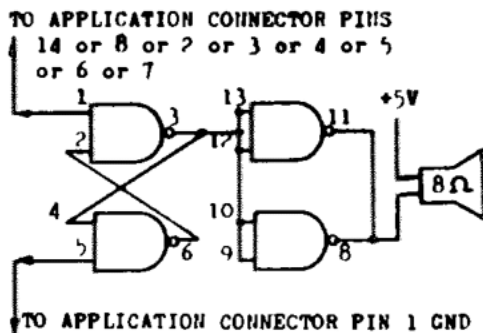 TO APPLICATION CONNECTOR PINS
14 or 8 or 2 or 3 or 4 or 5
or 6 or 7
1
3
2
13
11
12
+5V
8Ω
4
6
5
10
8
9
TO APPLICATION CONNECTOR PIN 1 GND